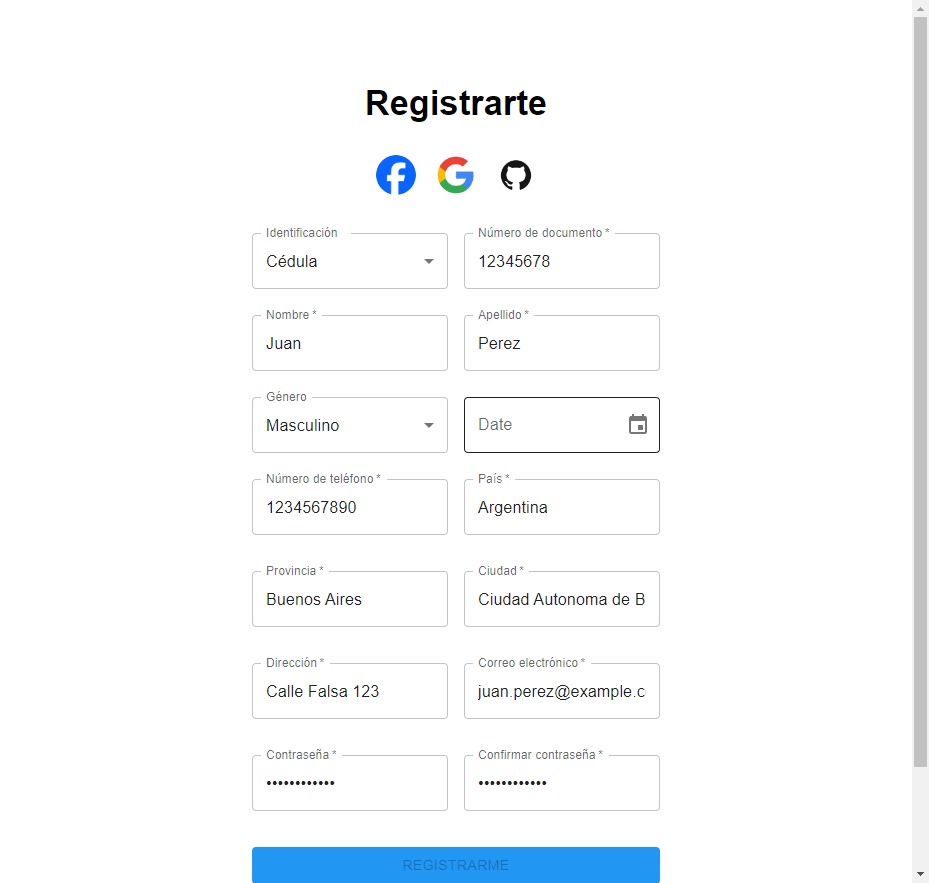 Registrarte
Identificación
Número de documento *
Cédula
12345678
Nombre *
Apellido *
Juan
Perez
Género
Masculino
Date
Número de teléfono *
País *
1234567890
Argentina
Provincia *
Ciudad *
Buenos Aires
Ciudad Autonoma de B
Dirección *
Correo electrónico *
Calle Falsa 123
juan.perez@example.c
Contraseña *
Confirmar contraseña *
••••••••••••
••••••••••••
REGISTRARME